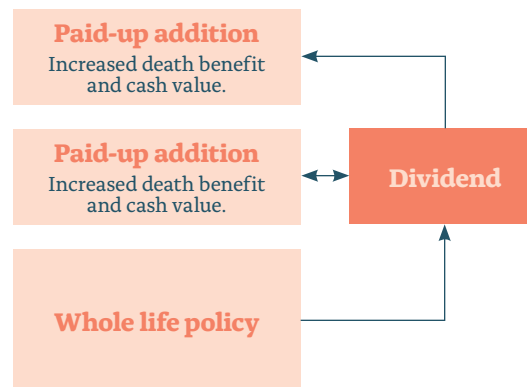 Paid-up addition
Increased death benefit
and cash value.
Paid-up addition
Increased death benefit
and cash value.
Dividend
Whole life policy